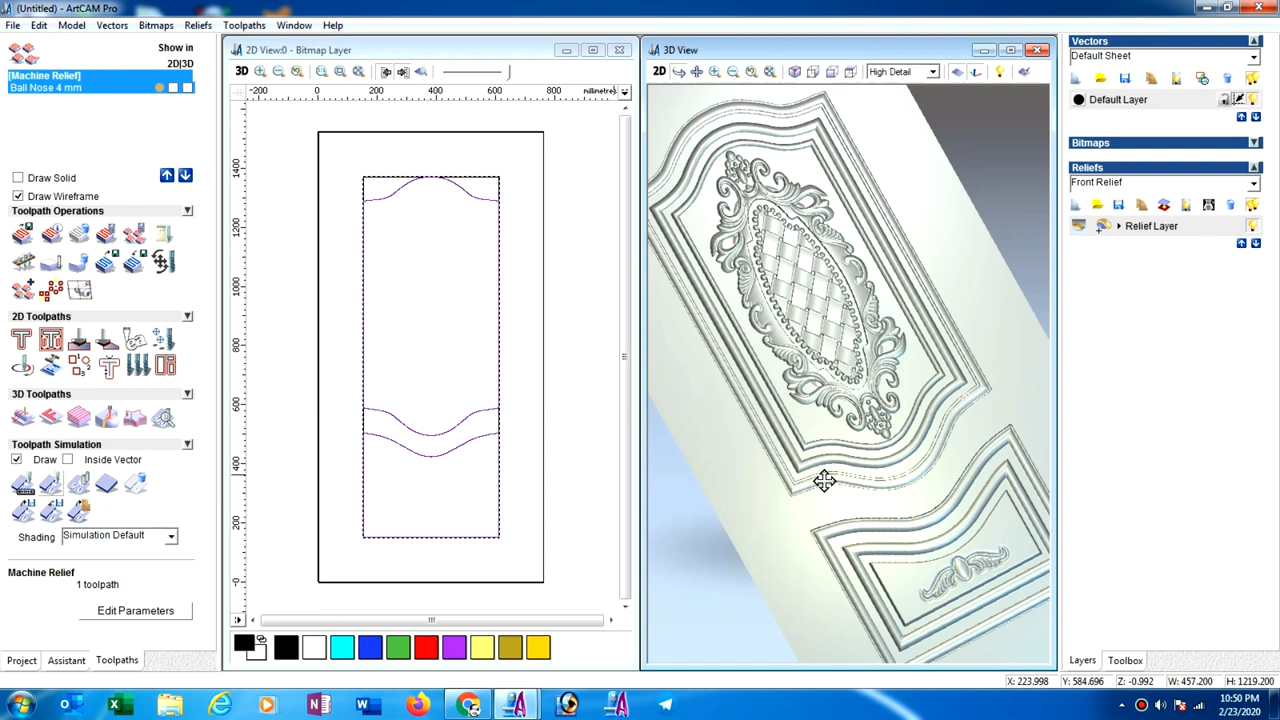 (Untitled) - ArtCAM Pro
File Edit Model Vectors Bitmaps Reliefs Toolpaths Window Help
Show in
2D|3D
[Machine Relief]
Ball Nose 4 mm
Draw Solid
Draw Wireframe
Toolpath Operations
2D Toolpaths
3D Toolpaths
Toolpath Simulation
Draw Inside Vector
Shading Simulation Default
Machine Relief
1 toolpath
Edit Parameters
Project Assistant Toolpaths
2D View:0 - Bitmap Layer
3D
-200 0 200 400 600 800 millimetres
1400
1200
1000
800
600
400
200
-0
3D View
2D High Detail
Vectors
Default Sheet
Default Layer
Bitmaps
Reliefs
Front Relief
Relief Layer
Layers Toolbox
X: 223.998 Y: 584.696 Z: -0.992 W: 457.200 H: 1219.200
10:50 PM
2/23/2020